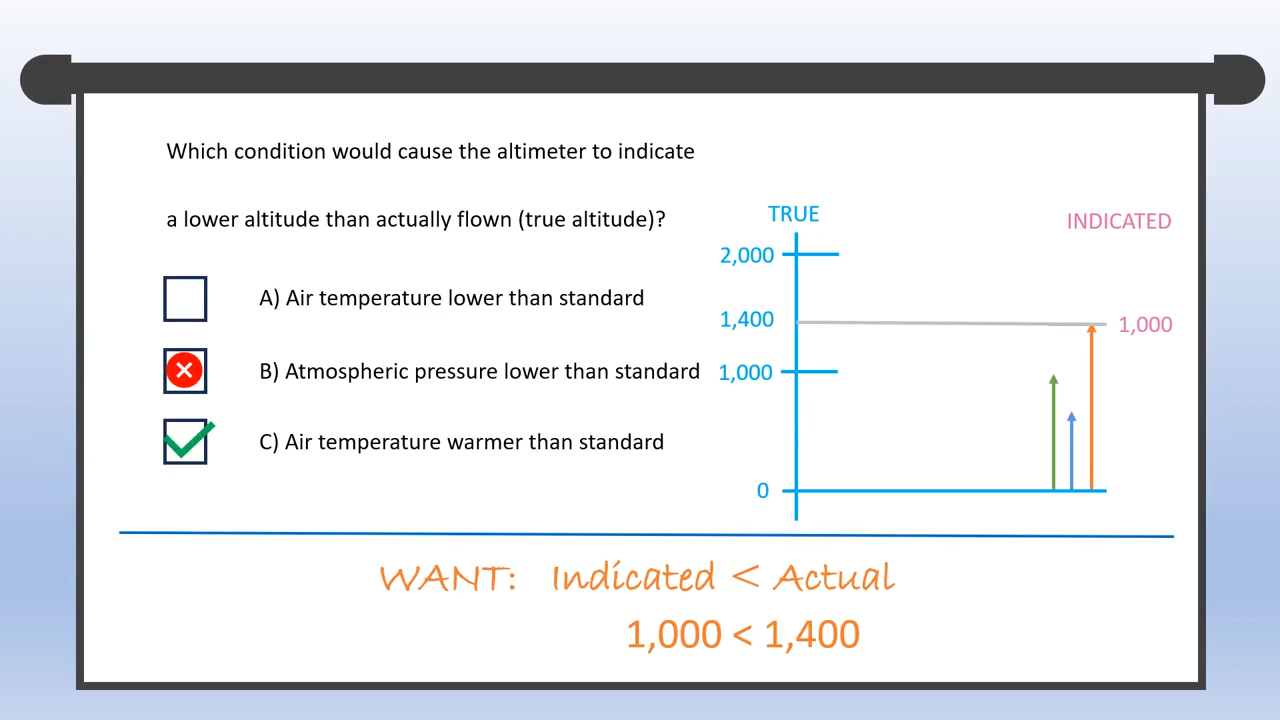 Which condition would cause the altimeter to indicate
a lower altitude than actually flown (true altitude)?
A) Air temperature lower than standard
B) Atmospheric pressure lower than standard
C) Air temperature warmer than standard
TRUE
INDICATED
2,000
1,400
1,000
1,000
0
WANT: Indicated < Actual
1,000 < 1,400